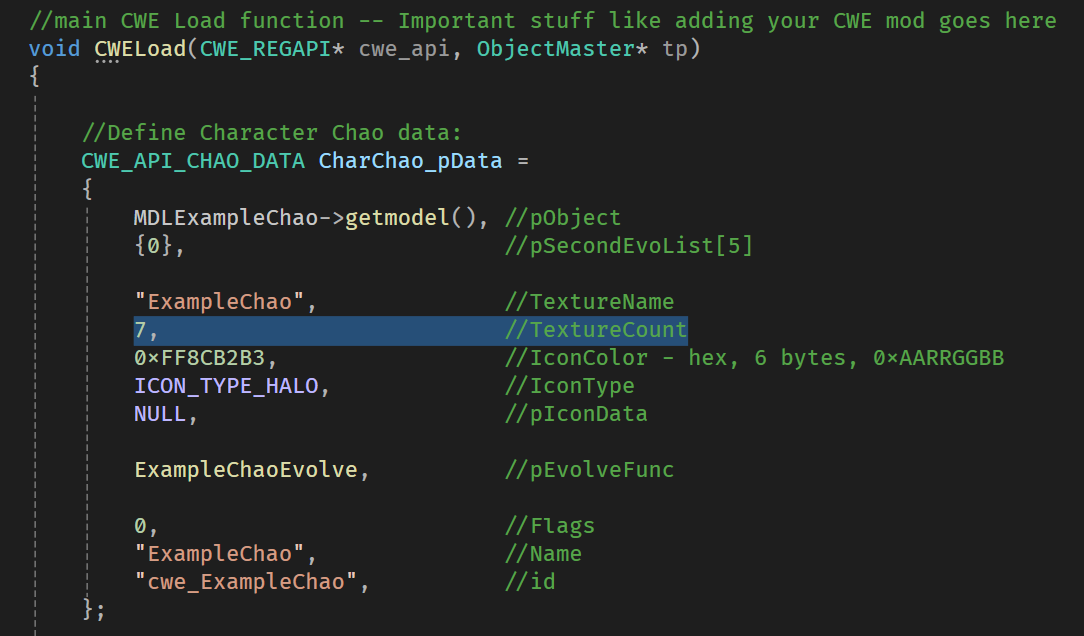 //main CWE Load function -- Important stuff like adding your CWE mod goes here
void CWELoad(CWE_REGAPI* cwe_api, ObjectMaster* tp)
{
//Define Character Chao data:
CWE_API_CHAO_DATA CharChao_pData =
{
MDLExampleChao->getmodel(), //pObject
{0}, //pSecondEvoList[5]
"ExampleChao", //TextureName
7, //TextureCount
0xFF8CB2B3, //IconColor - hex, 6 bytes, 0xAARRGGBB
ICON_TYPE_HALO, //IconType
NULL, //pIconData
ExampleChaoEvolve, //pEvolveFunc
0, //Flags
"ExampleChao", //Name
"cwe_ExampleChao", //id
};